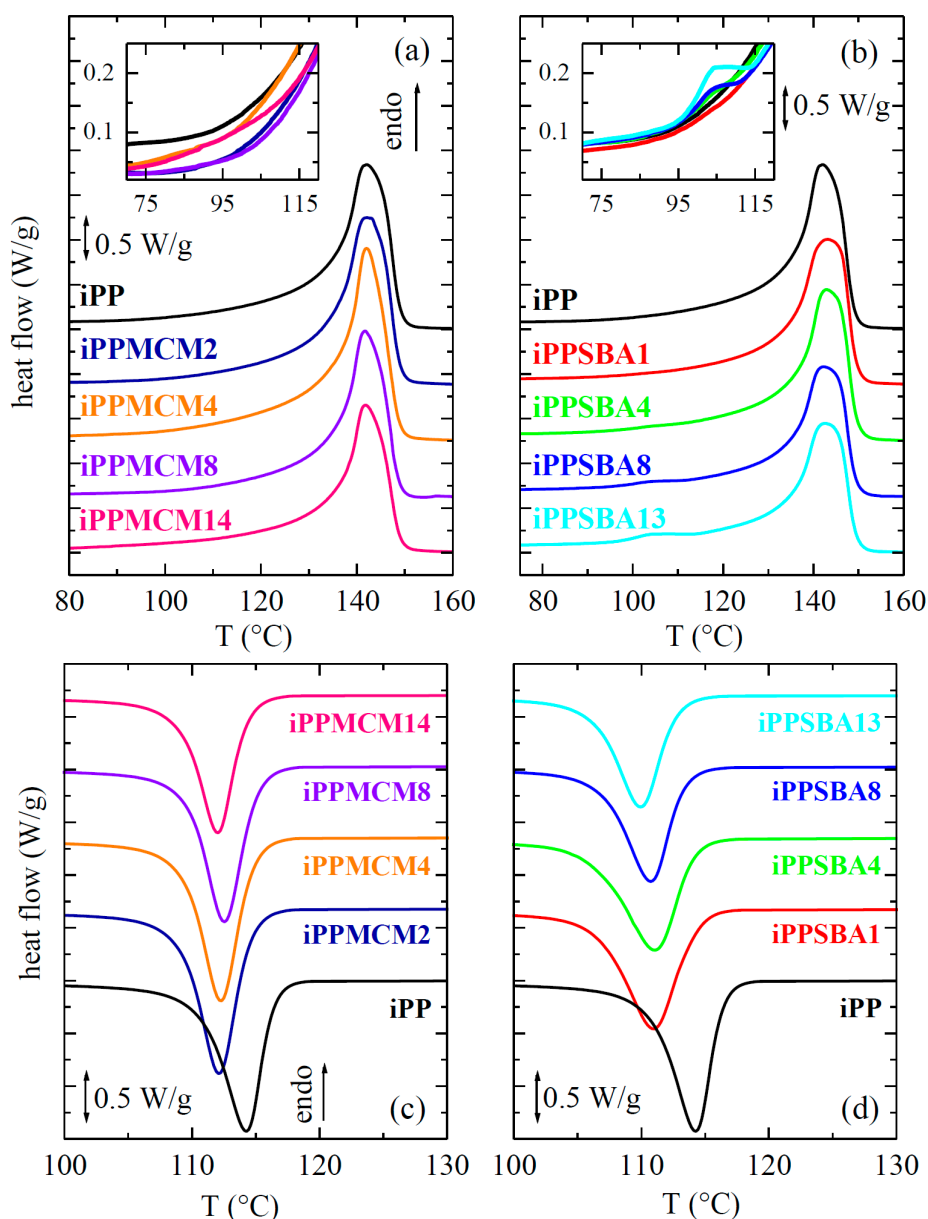 (a)
0.2
0.1
75 95 115
endo
0.5 W/g
iPP
iPPMCM2
iPPMCM4
iPPMCM8
iPPMCM14
heat flow (W/g)
80 100 120 140 160
T (°C)
(b)
0.2
0.1
75 95 115
0.5 W/g
iPP
iPPSBA1
iPPSBA4
iPPSBA8
iPPSBA13
80 100 120 140 160
T (°C)
iPPMCM14
iPPMCM8
iPPMCM4
iPPMCM2
iPP
heat flow (W/g)
0.5 W/g
endo
(c)
100 110 120 130
T (°C)
iPPSBA13
iPPSBA8
iPPSBA4
iPPSBA1
iPP
0.5 W/g
(d)
100 110 120 130
T (°C)